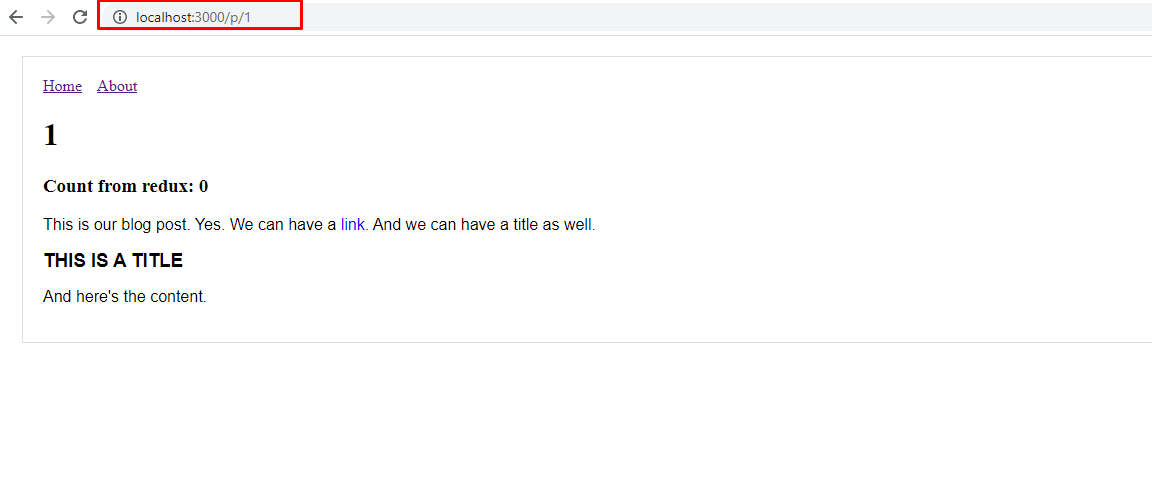 localhost:3000/p/1
Home About
1
Count from redux: 0
This is our blog post. Yes. We can have a link. And we can have a title as well.
THIS IS A TITLE
And here's the content.